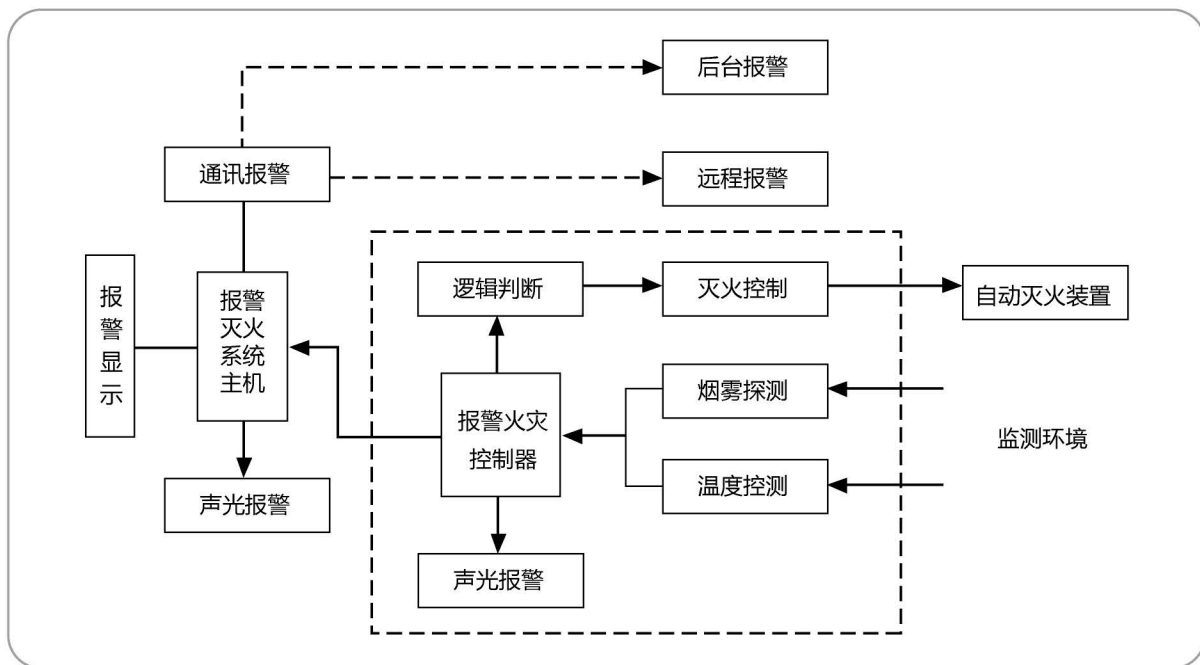 后台报警
通讯报警
远程报警
报警显示
报警
灭火
系统
主机
逻辑判断
灭火控制
自动灭火装置
烟雾探测
报警火灾
控制器
监测环境
温度控测
声光报警
声光报警